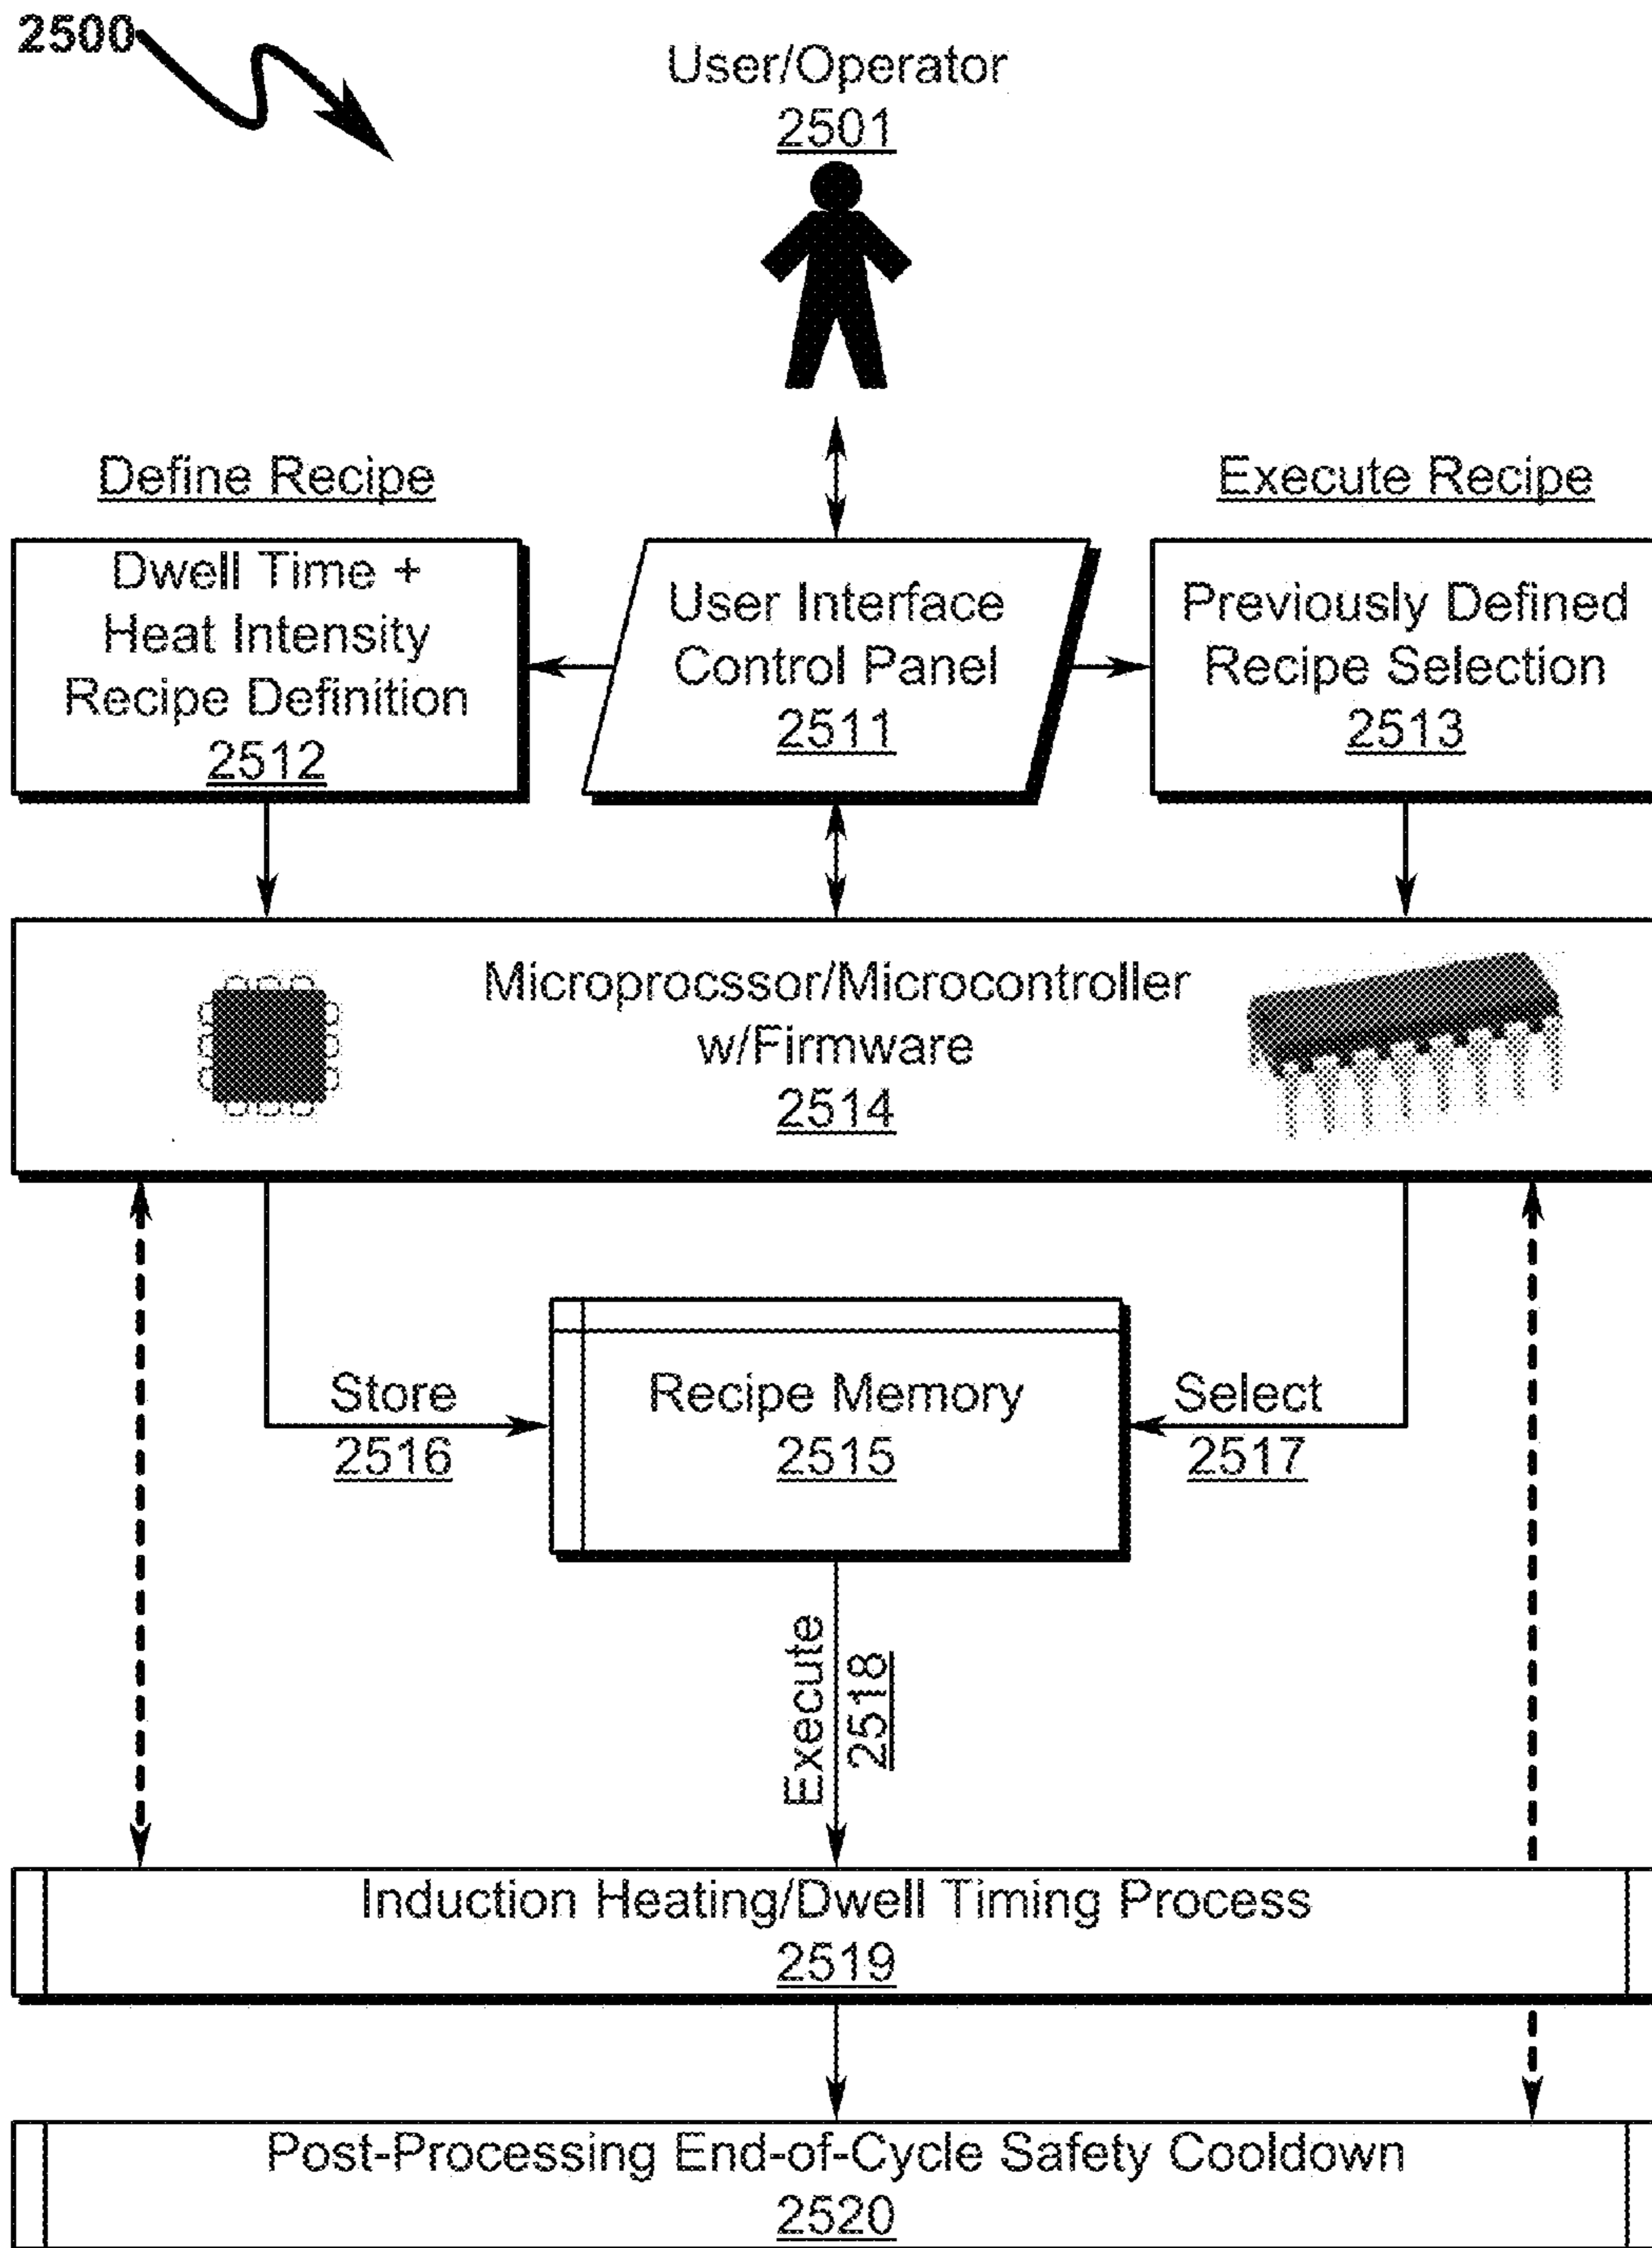 2500
User/Operator
2501
Define Recipe
Execute Recipe
Dwell Time +
Heat Intensity
Recipe Definition
2512
User Interface
Control Panel
2511
Previously Defined
Recipe Selection
2513
Microprocssor/Microcontroller
w/Firmware
2514
Store
2516
Recipe Memory
2515
Select
2517
Execute
2518
Induction Heating/Dwell Timing Process
2519
Post-Processing End-of-Cycle Safety Cooldown
2520